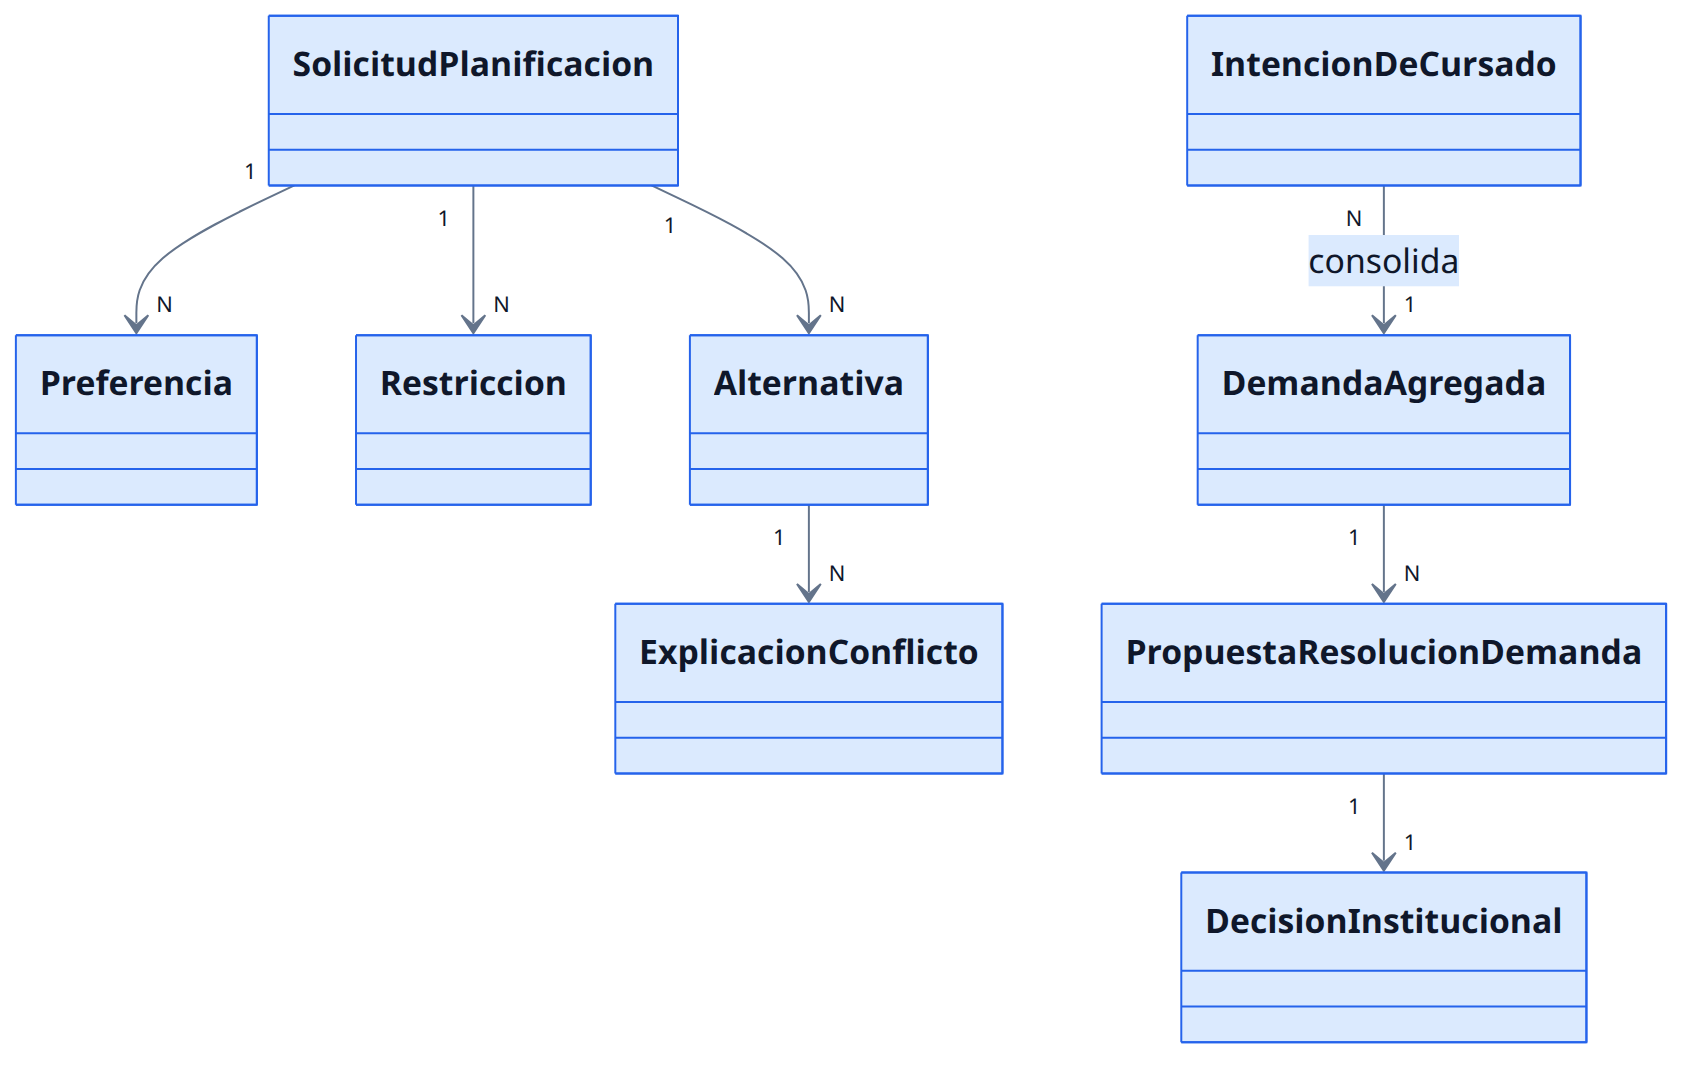 SolicitudPlanificacion
IntencionDeCursado
1
1
1
N
consolida
N
N
N
1
Preferencia
Restriccion
Alternativa
DemandaAgregada
1
1
N
N
ExplicacionConflicto
PropuestaResolucionDemanda
1
1
DecisionInstitucional